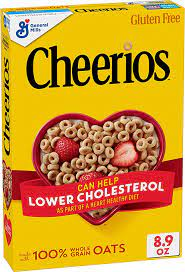 General
Mills
Gluten Free
Cheerios
CAN HELP
LOWER CHOLESTEROL
AS PART OF A HEART HEALTHY DIET
100% WHOLE GRAIN OATS
8.9
OZ